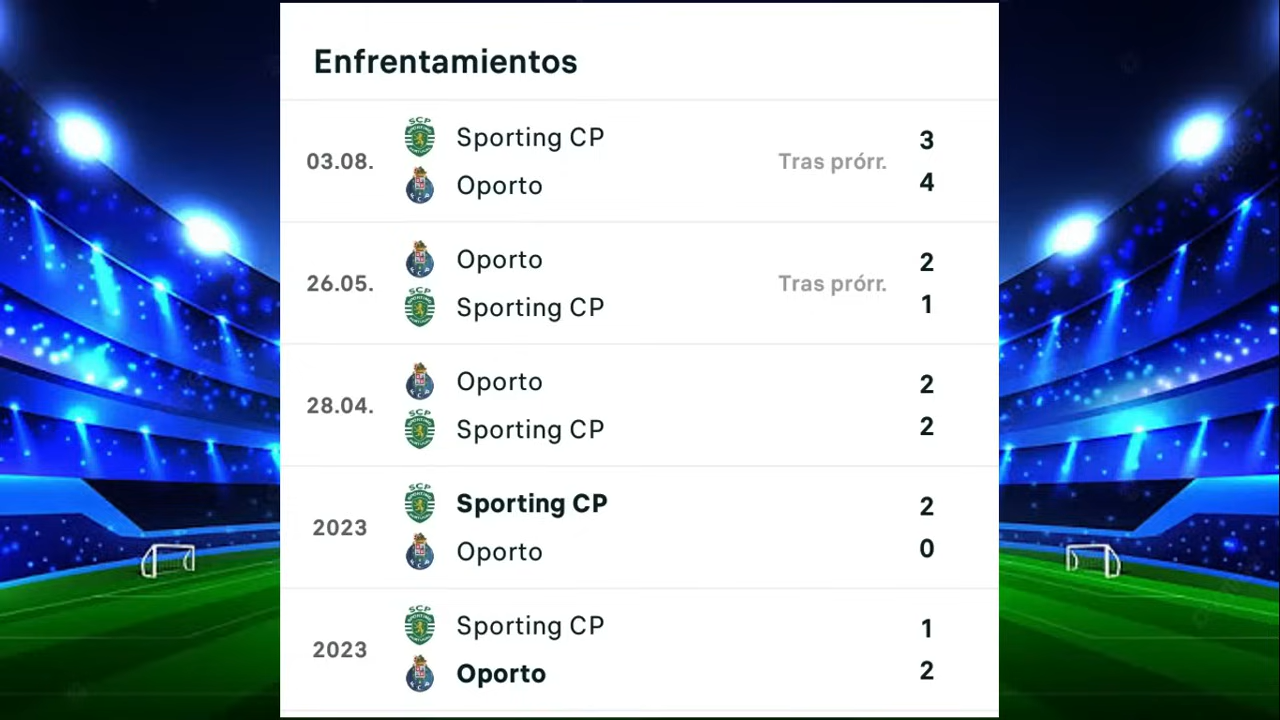 Enfrentamientos
03.08.
Sporting CP
Oporto
Tras prórr.
3
4
26.05.
Oporto
Sporting CP
Tras prórr.
2
1
28.04.
Oporto
Sporting CP
2
2
2023
Sporting CP
Oporto
2
0
2023
Sporting CP
Oporto
1
2